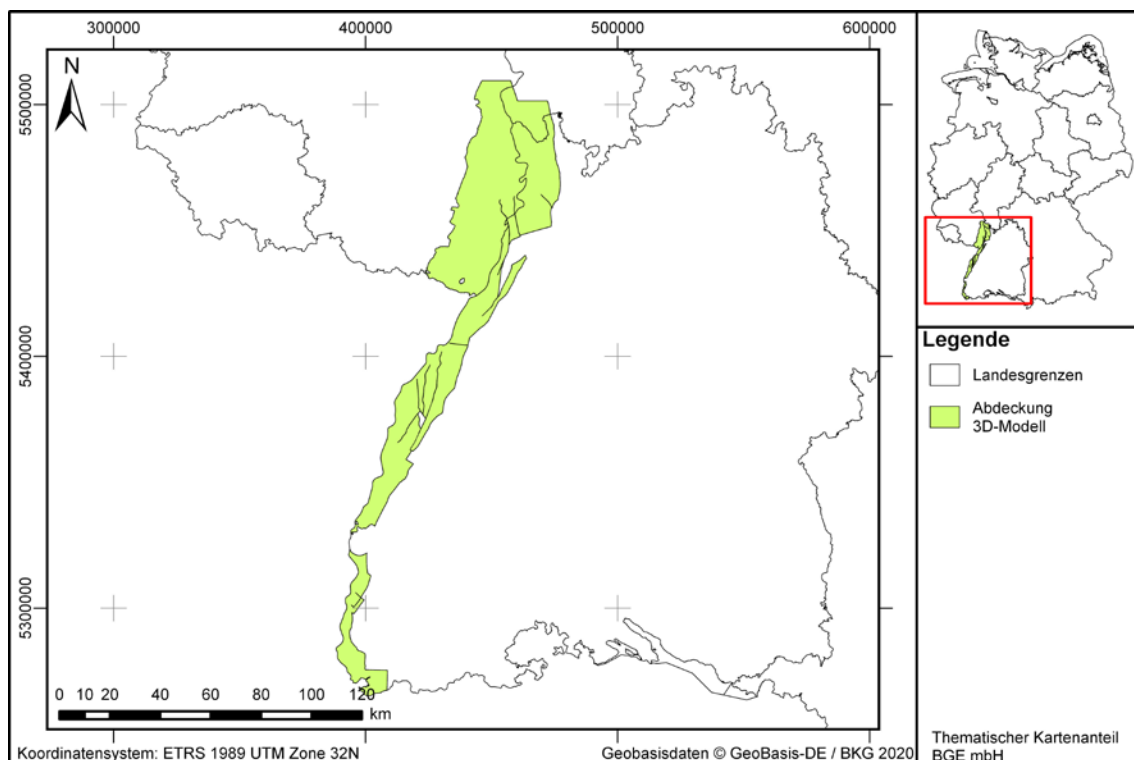 300000 400000 500000 600000
N
5500000
5400000
5300000
0 10 20 40 60 80 100 120
km
Koordinatensystem: ETRS 1989 UTM Zone 32N
Geobasisdaten © GeoBasis-DE / BKG 2020
Legende
Landesgrenzen
Abdeckung
3D-Modell
Thematischer Kartenanteil
BGE mbH